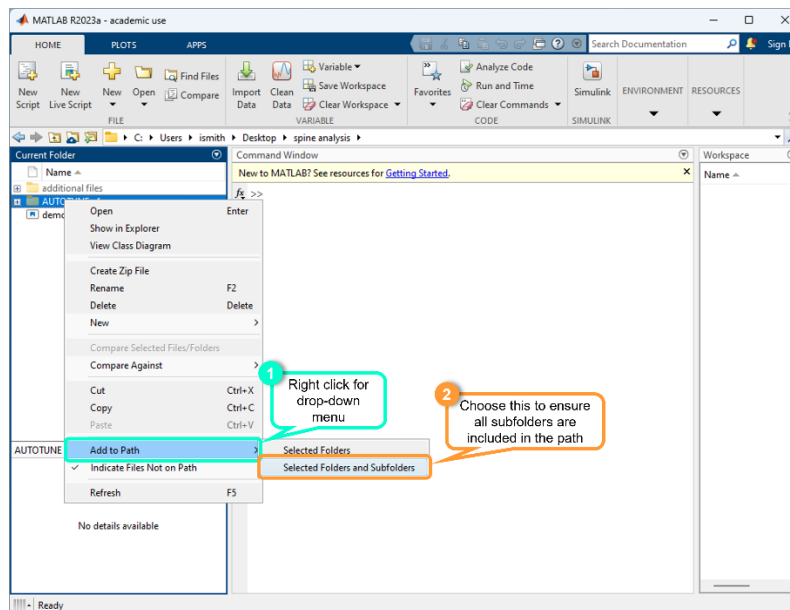 MATLAB R2023a - academic use
HOME PLOTS APPS
Search Documentation
Sign
New Script
New Live Script
New
Open
Find Files
Compare
FILE
Import Data
Clean Data
Variable
Save Workspace
Clear Workspace
VARIABLE
Favorites
Analyze Code
Run and Time
Clear Commands
CODE
Simulink
SIMULINK
ENVIRONMENT
RESOURCES
C: Users ismith Desktop spine analysis
Current Folder
Name
additional files
demo
Command Window
New to MATLAB? See resources for Getting Started.
fx >>
Workspace
Name
Open Enter
Show in Explorer
View Class Diagram
Create Zip File
Rename F2
Delete Delete
New
Compare Selected Files/Folders
Compare Against
Cut Ctrl+X
Copy Ctrl+C
Paste Ctrl+V
Add to Path
Indicate Files Not on Path
Refresh F5
Selected Folders
Selected Folders and Subfolders
1
Right click for
drop-down
menu
2
Choose this to ensure
all subfolders are
included in the path
AUTOTUNE
No details available
Ready